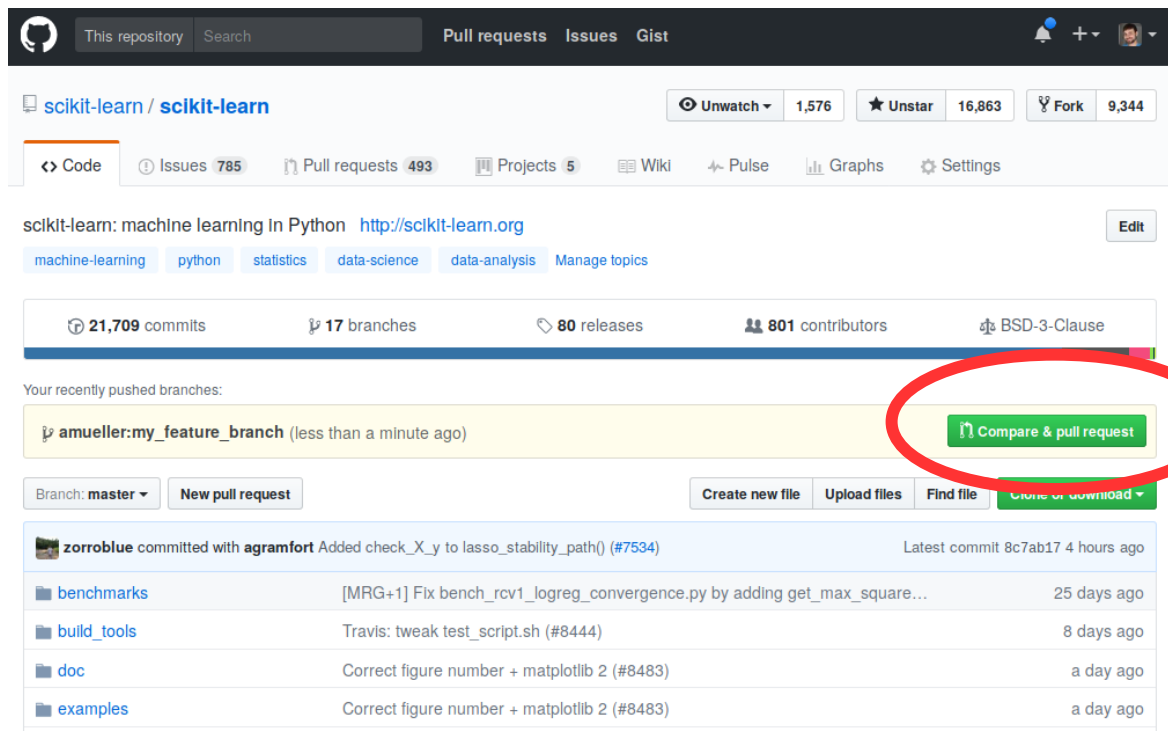 This repository Search Pull requests Issues Gist
scikit-learn / scikit-learn Unwatch 1,576 Unstar 16,863 Fork 9,344
Code Issues 785 Pull requests 493 Projects 5 Wiki Pulse Graphs Settings
scikit-learn: machine learning in Python http://scikit-learn.org Edit
machine-learning python statistics data-science data-analysis Manage topics
21,709 commits 17 branches 80 releases 801 contributors BSD-3-Clause
Your recently pushed branches:
amueller:my_feature_branch (less than a minute ago) Compare & pull request
Branch: master New pull request Create new file Upload files Find file Clone or download
zorroblue committed with agramfort Added check_X_y to lasso_stability_path() (#7534) Latest commit 8c7ab17 4 hours ago
benchmarks [MRG+1] Fix bench_rcv1_logreg_convergence.py by adding get_max_square… 25 days ago
build_tools Travis: tweak test_script.sh (#8444) 8 days ago
doc Correct figure number + matplotlib 2 (#8483) a day ago
examples Correct figure number + matplotlib 2 (#8483) a day ago